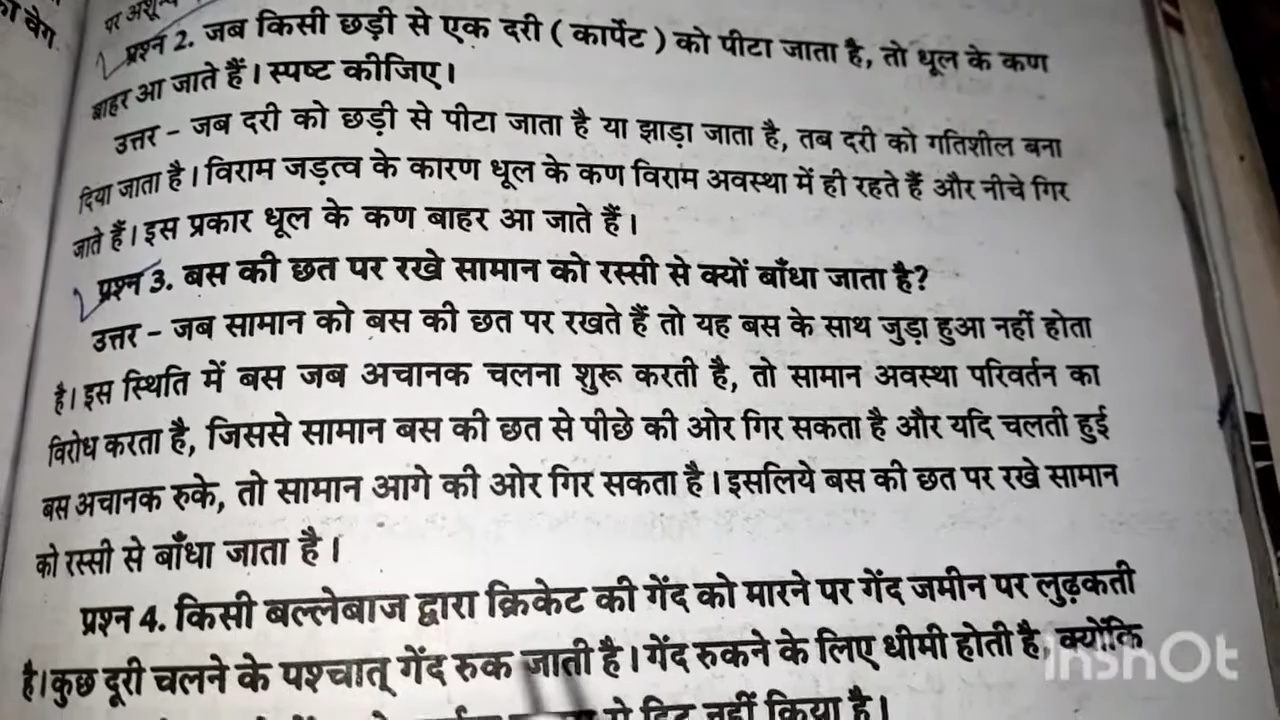 का वेग
पर अशून्य
प्रश्न 2. जब किसी छड़ी से एक दरी ( कार्पेट ) को पीटा जाता है, तो धूल के कण
बाहर आ जाते हैं। स्पष्ट कीजिए।
उत्तर – जब दरी को छड़ी से पीटा जाता है या झाड़ा जाता है, तब दरी को गतिशील बना
दिया जाता है। विराम जड़त्व के कारण धूल के कण विराम अवस्था में ही रहते हैं और नीचे गिर
जाते हैं। इस प्रकार धूल के कण बाहर आ जाते हैं।
प्रश्न 3. बस की छत पर रखे सामान को रस्सी से क्यों बाँधा जाता है?
उत्तर – जब सामान को बस की छत पर रखते हैं तो यह बस के साथ जुड़ा हुआ नहीं होता
है। इस स्थिति में बस जब अचानक चलना शुरू करती है, तो सामान अवस्था परिवर्तन का
विरोध करता है, जिससे सामान बस की छत से पीछे की ओर गिर सकता है और यदि चलती हुई
बस अचानक रुके, तो सामान आगे की ओर गिर सकता है। इसलिये बस की छत पर रखे सामान
को रस्सी से बाँधा जाता है।
प्रश्न 4. किसी बल्लेबाज द्वारा क्रिकेट की गेंद को मारने पर गेंद जमीन पर लुढ़कती
है। कुछ दूरी चलने के पश्चात् गेंद रुक जाती है। गेंद रुकने के लिए धीमी होती है, क्योंकि
से हिट नहीं किया है।
InShOt